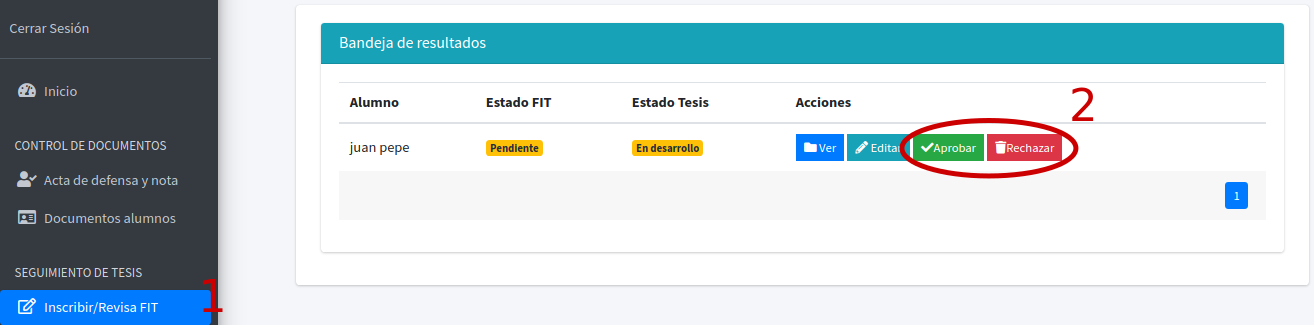 Cerrar Sesión
Inicio
CONTROL DE DOCUMENTOS
Acta de defensa y nota
Documentos alumnos
SEGUIMIENTO DE TESIS
Inscribir/Revisa FIT
1
Bandeja de resultados
Alumno Estado FIT Estado Tesis Acciones
2
juan pepe Pendiente En desarrollo Ver Editar Aprobar Rechazar
1